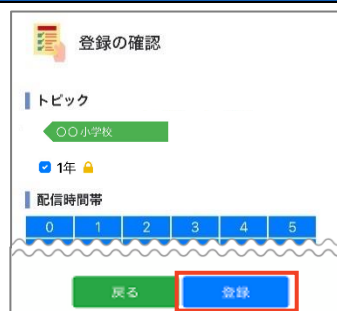 登録の確認
トピック
〇〇小学校
1年
配信時間帯
0 1 2 3 4 5
戻る 登録